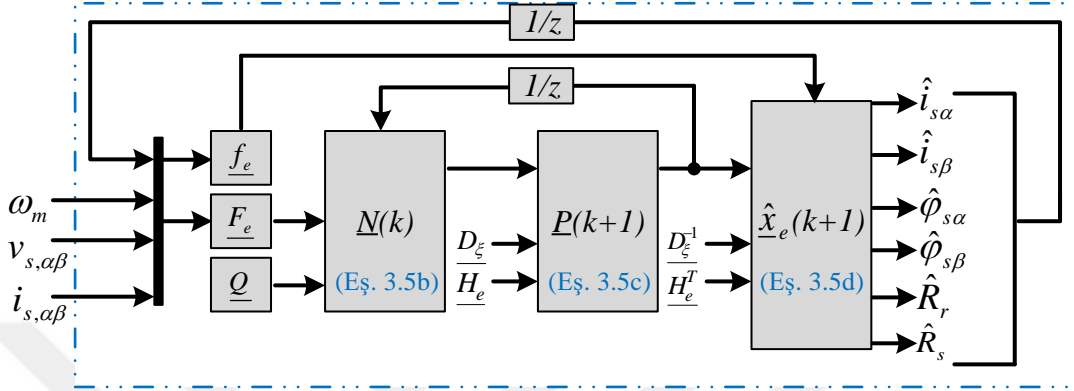 1/z
1/z
f_e
F_e
Q
ω_m
v_{s,αβ}
i_{s,αβ}
N(k)
(Eş. 3.5b)
D_ξ
H_e
P(k+1)
(Eş. 3.5c)
D_ξ^{-1}
H_e^T
x̂_e(k+1)
(Eş. 3.5d)
î_{sα}
î_{sβ}
φ̂_{sα}
φ̂_{sβ}
R̂_r
R̂_s